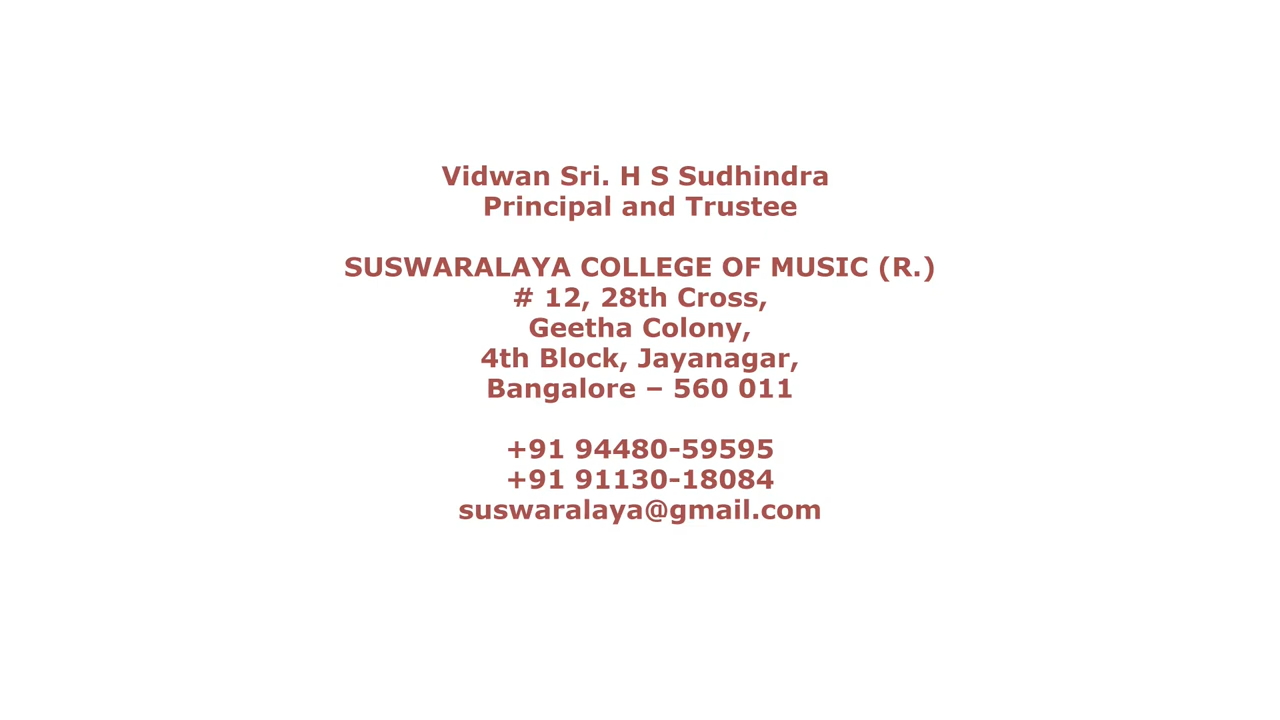 Vidwan Sri. H S Sudhindra
Principal and Trustee
SUSWARALAYA COLLEGE OF MUSIC (R.)
# 12, 28th Cross,
Geetha Colony,
4th Block, Jayanagar,
Bangalore – 560 011
+91 94480-59595
+91 91130-18084
suswaralaya@gmail.com